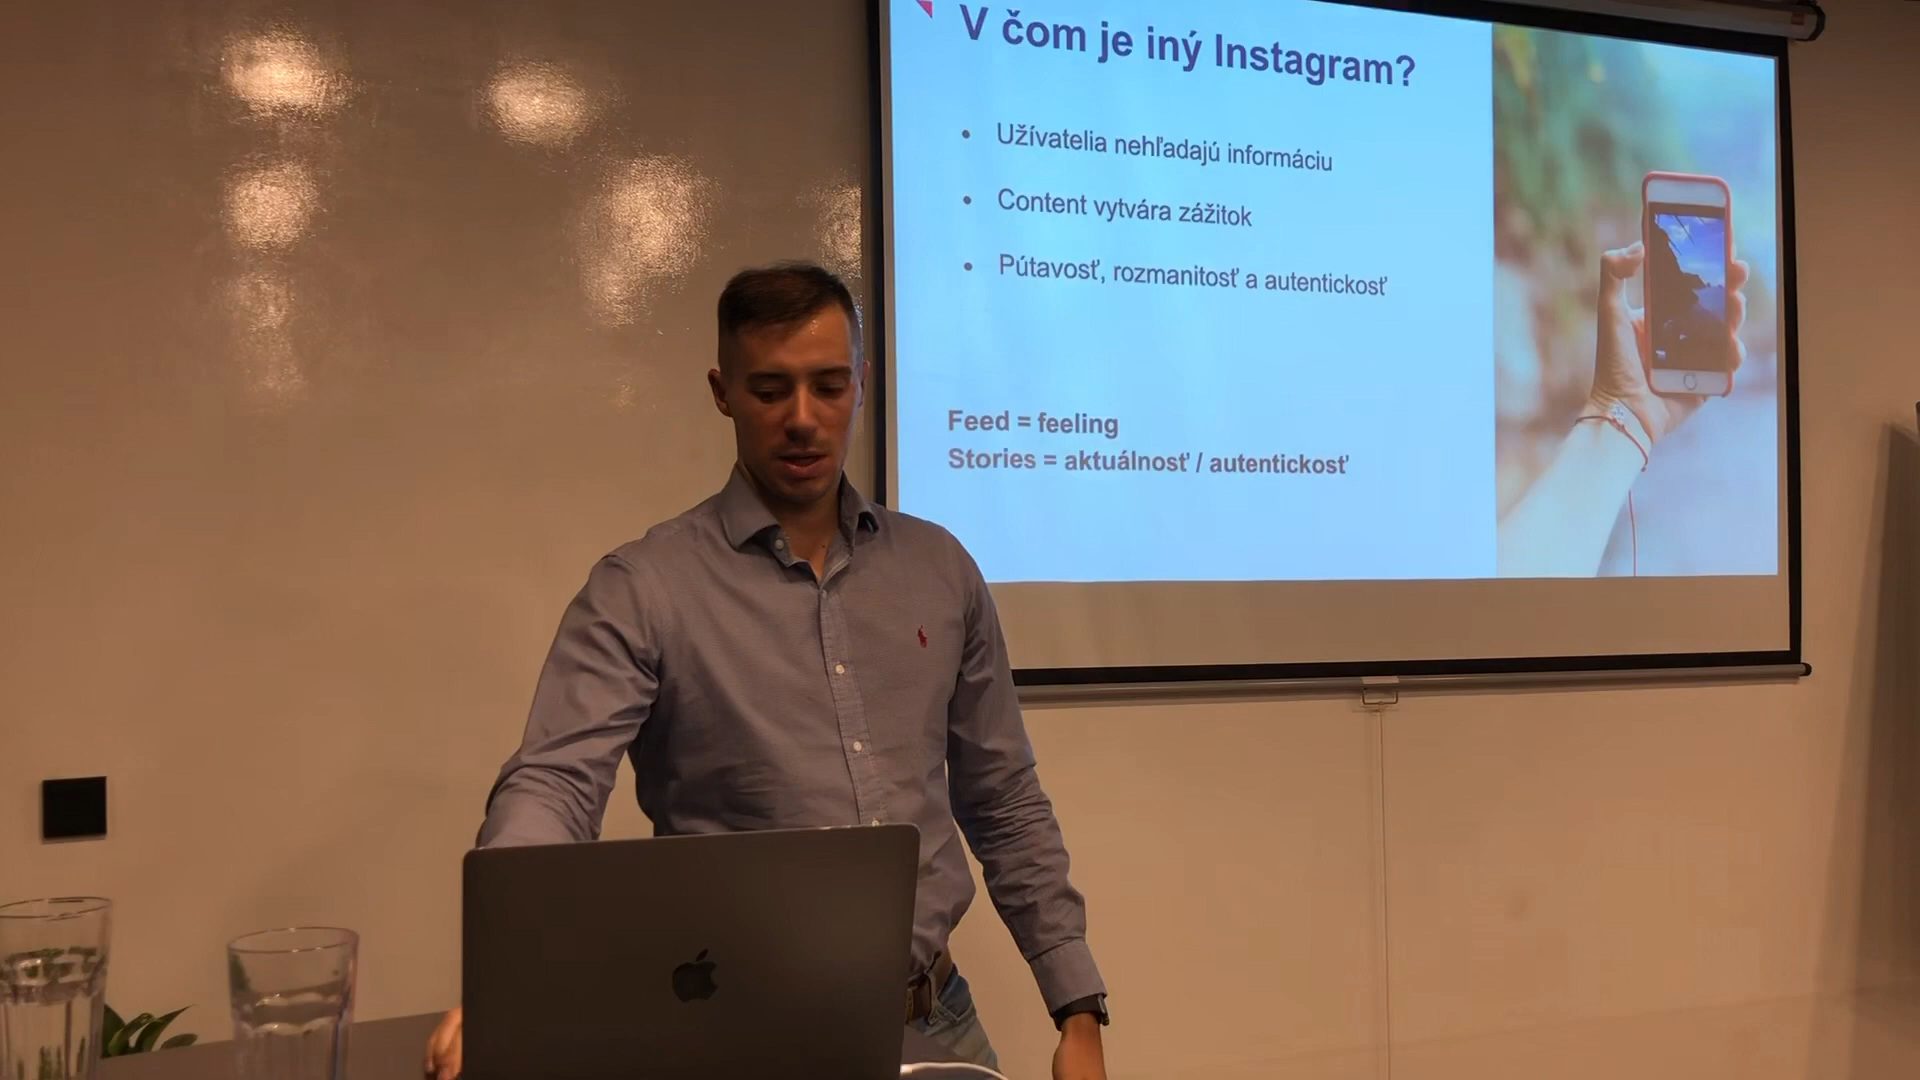 V čom je iný Instagram?
• Užívatelia nehľadajú informáciu
• Content vytvára zážitok
• Pútavosť, rozmanitosť a autentickosť
Feed = feeling
Stories = aktuálnosť / autentickosť